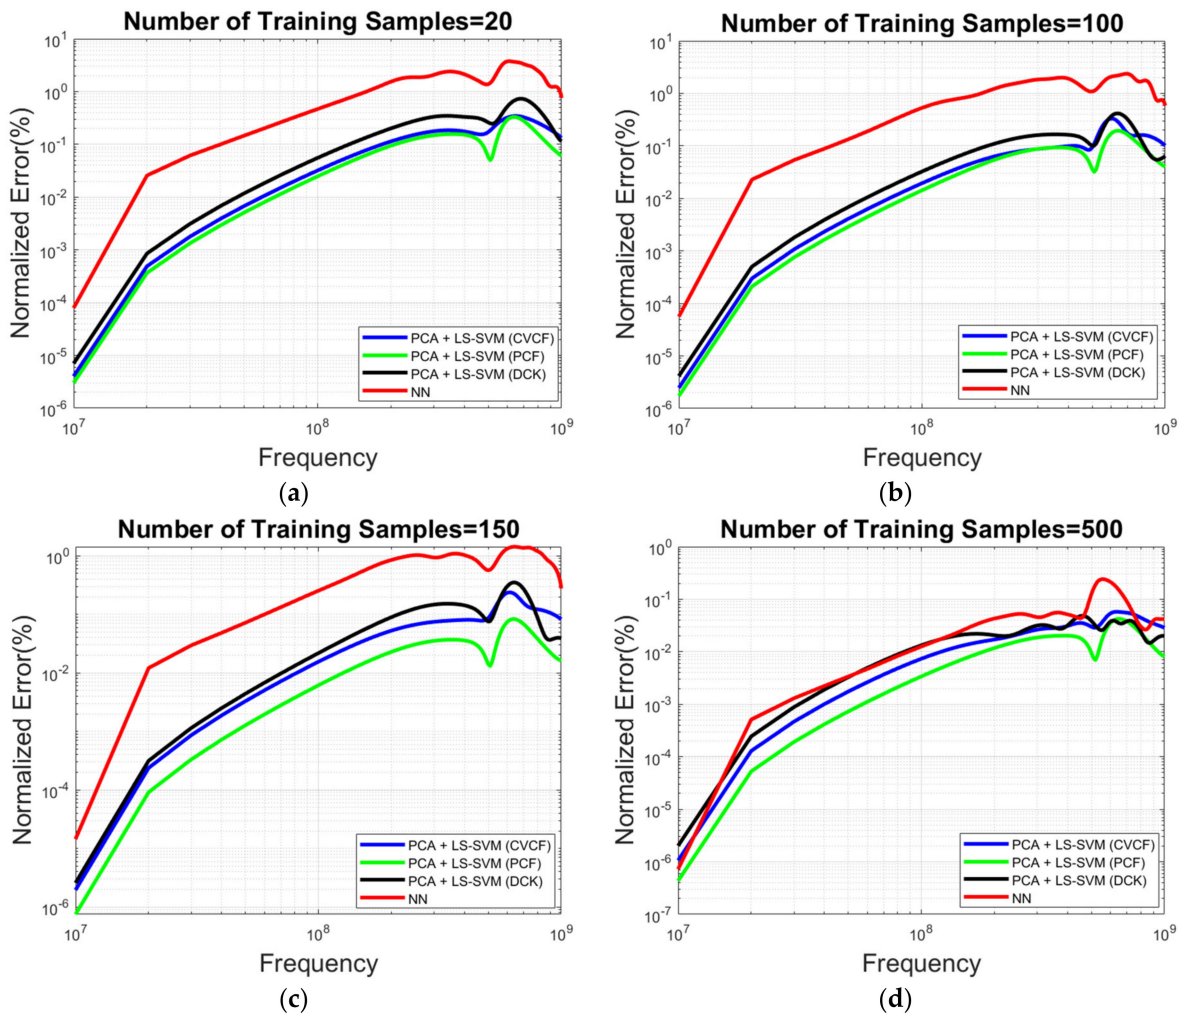 Number of Training Samples=20
Normalized Error(%)
10^1
10^0
10^-1
10^-2
10^-3
10^-4
10^-5
10^-6
PCA + LS-SVM (CVCF)
PCA + LS-SVM (PCF)
PCA + LS-SVM (DCK)
NN
10^7
10^8
10^9
Frequency
(a)
Number of Training Samples=100
Normalized Error(%)
10^1
10^0
10^-1
10^-2
10^-3
10^-4
10^-5
10^-6
PCA + LS-SVM (CVCF)
PCA + LS-SVM (PCF)
PCA + LS-SVM (DCK)
NN
10^7
10^8
10^9
Frequency
(b)
Number of Training Samples=150
Normalized Error(%)
10^0
10^-2
10^-4
10^-6
PCA + LS-SVM (CVCF)
PCA + LS-SVM (PCF)
PCA + LS-SVM (DCK)
NN
10^7
10^8
10^9
Frequency
(c)
Number of Training Samples=500
Normalized Error(%)
10^0
10^-1
10^-2
10^-3
10^-4
10^-5
10^-6
10^-7
PCA + LS-SVM (CVCF)
PCA + LS-SVM (PCF)
PCA + LS-SVM (DCK)
NN
10^7
10^8
10^9
Frequency
(d)